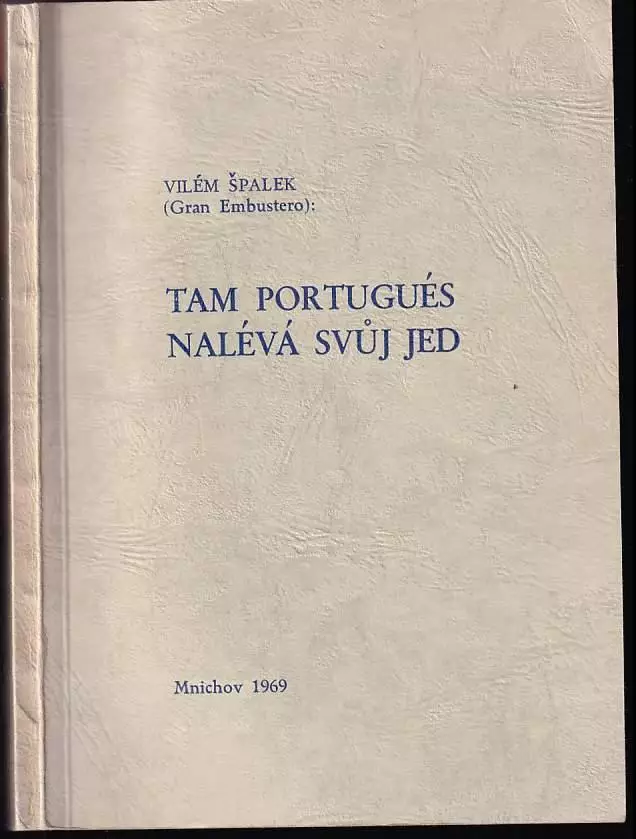 VILÉM ŠPALEK
(Gran Embustero):
TAM PORTUGUÉS
NALÉVÁ SVŮJ JED
Mnichov 1969